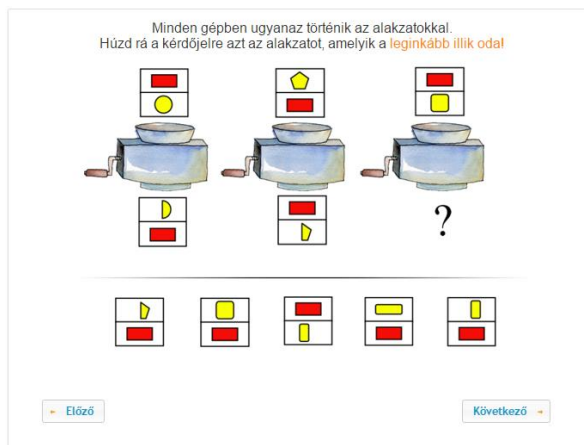 Minden gépben ugyanaz történik az alakzatokkal.
Húzd rá a kérdőjelre azt az alakzatot, amelyik a leginkább illik oda!
?
Előző
Következő